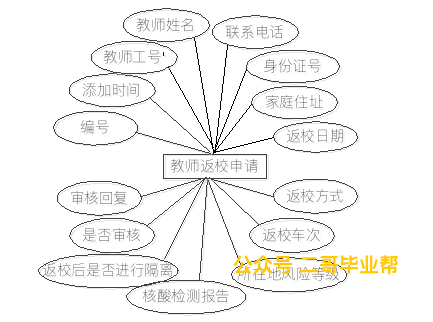 教师姓名
联系电话
教师工号
身份证号
添加时间
家庭住址
编号
返校日期
教师返校申请
审核回复
返校方式
是否审核
返校车次
返校后是否进行隔离
所在地风险等级
公众号 二哥毕业帮
核酸检测报告